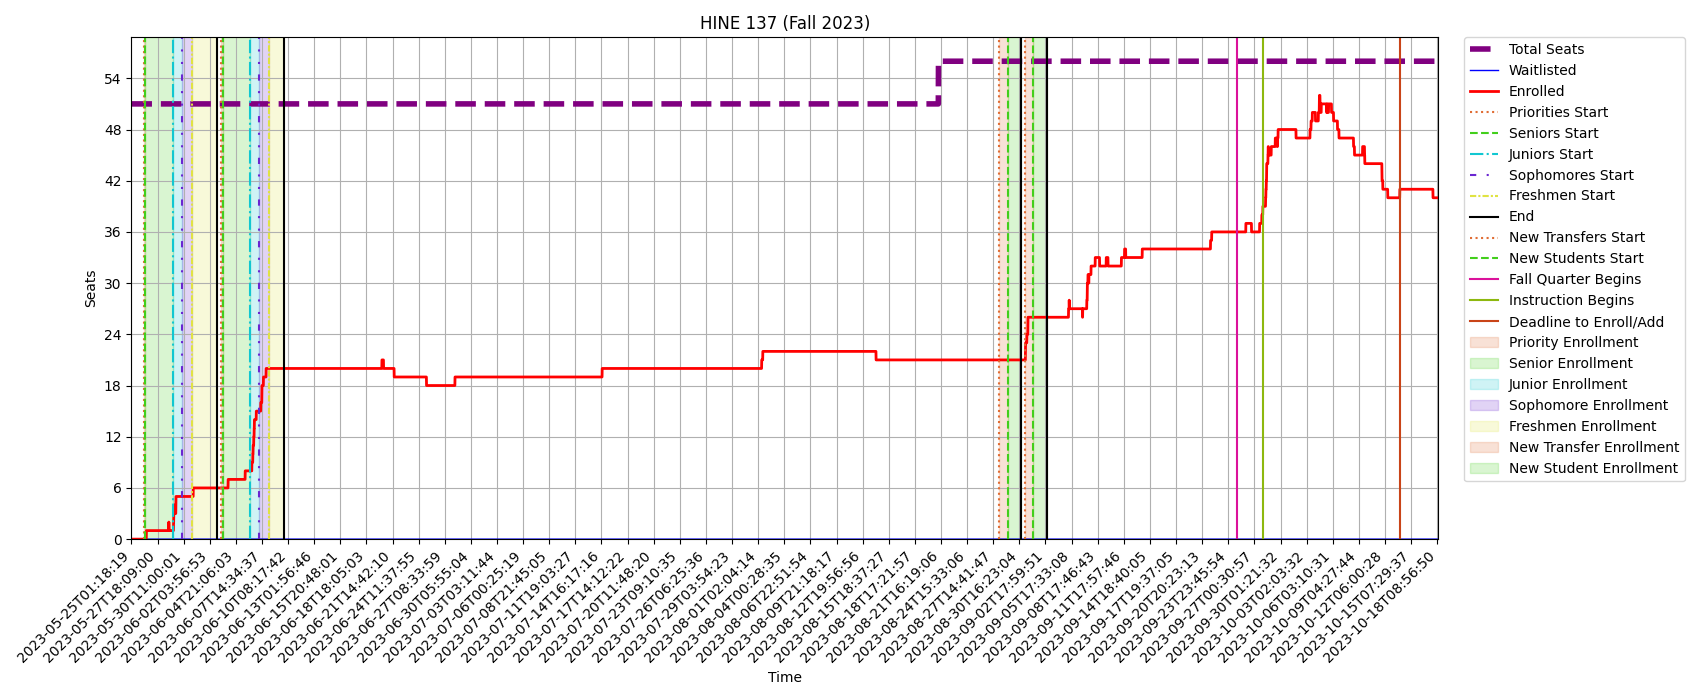 HINE 137 (Fall 2023)
Seats
54
48
42
36
30
24
18
12
6
0
2023-05-25T01:18:19
2023-05-27T18:09:00
2023-05-30T11:00:01
2023-06-02T03:56:53
2023-06-04T21:06:03
2023-06-07T14:34:37
2023-06-10T08:17:42
2023-06-13T01:56:46
2023-06-15T20:48:01
2023-06-18T18:05:03
2023-06-21T14:42:10
2023-06-24T11:37:55
2023-06-27T08:33:59
2023-06-30T05:55:04
2023-07-03T03:11:44
2023-07-06T00:25:19
2023-07-08T21:45:05
2023-07-11T19:03:27
2023-07-14T16:17:16
2023-07-17T14:12:22
2023-07-20T11:48:20
2023-07-23T09:10:35
2023-07-26T06:25:36
2023-07-29T03:54:23
2023-08-01T02:04:14
2023-08-04T00:28:35
2023-08-06T22:51:54
2023-08-09T21:18:17
2023-08-12T19:56:56
2023-08-15T18:37:27
2023-08-18T17:21:57
2023-08-21T16:19:06
2023-08-24T15:33:06
2023-08-27T14:41:47
2023-08-30T16:23:04
2023-09-02T17:59:51
2023-09-05T17:33:08
2023-09-08T17:46:43
2023-09-11T17:57:46
2023-09-14T18:40:05
2023-09-17T19:37:05
2023-09-20T20:23:13
2023-09-23T23:45:54
2023-09-27T00:30:57
2023-09-30T01:21:32
2023-10-03T02:03:32
2023-10-06T03:10:31
2023-10-09T04:27:44
2023-10-12T06:00:28
2023-10-15T07:29:37
2023-10-18T08:56:50
Time
Total Seats
Waitlisted
Enrolled
Priorities Start
Seniors Start
Juniors Start
Sophomores Start
Freshmen Start
End
New Transfers Start
New Students Start
Fall Quarter Begins
Instruction Begins
Deadline to Enroll/Add
Priority Enrollment
Senior Enrollment
Junior Enrollment
Sophomore Enrollment
Freshmen Enrollment
New Transfer Enrollment
New Student Enrollment